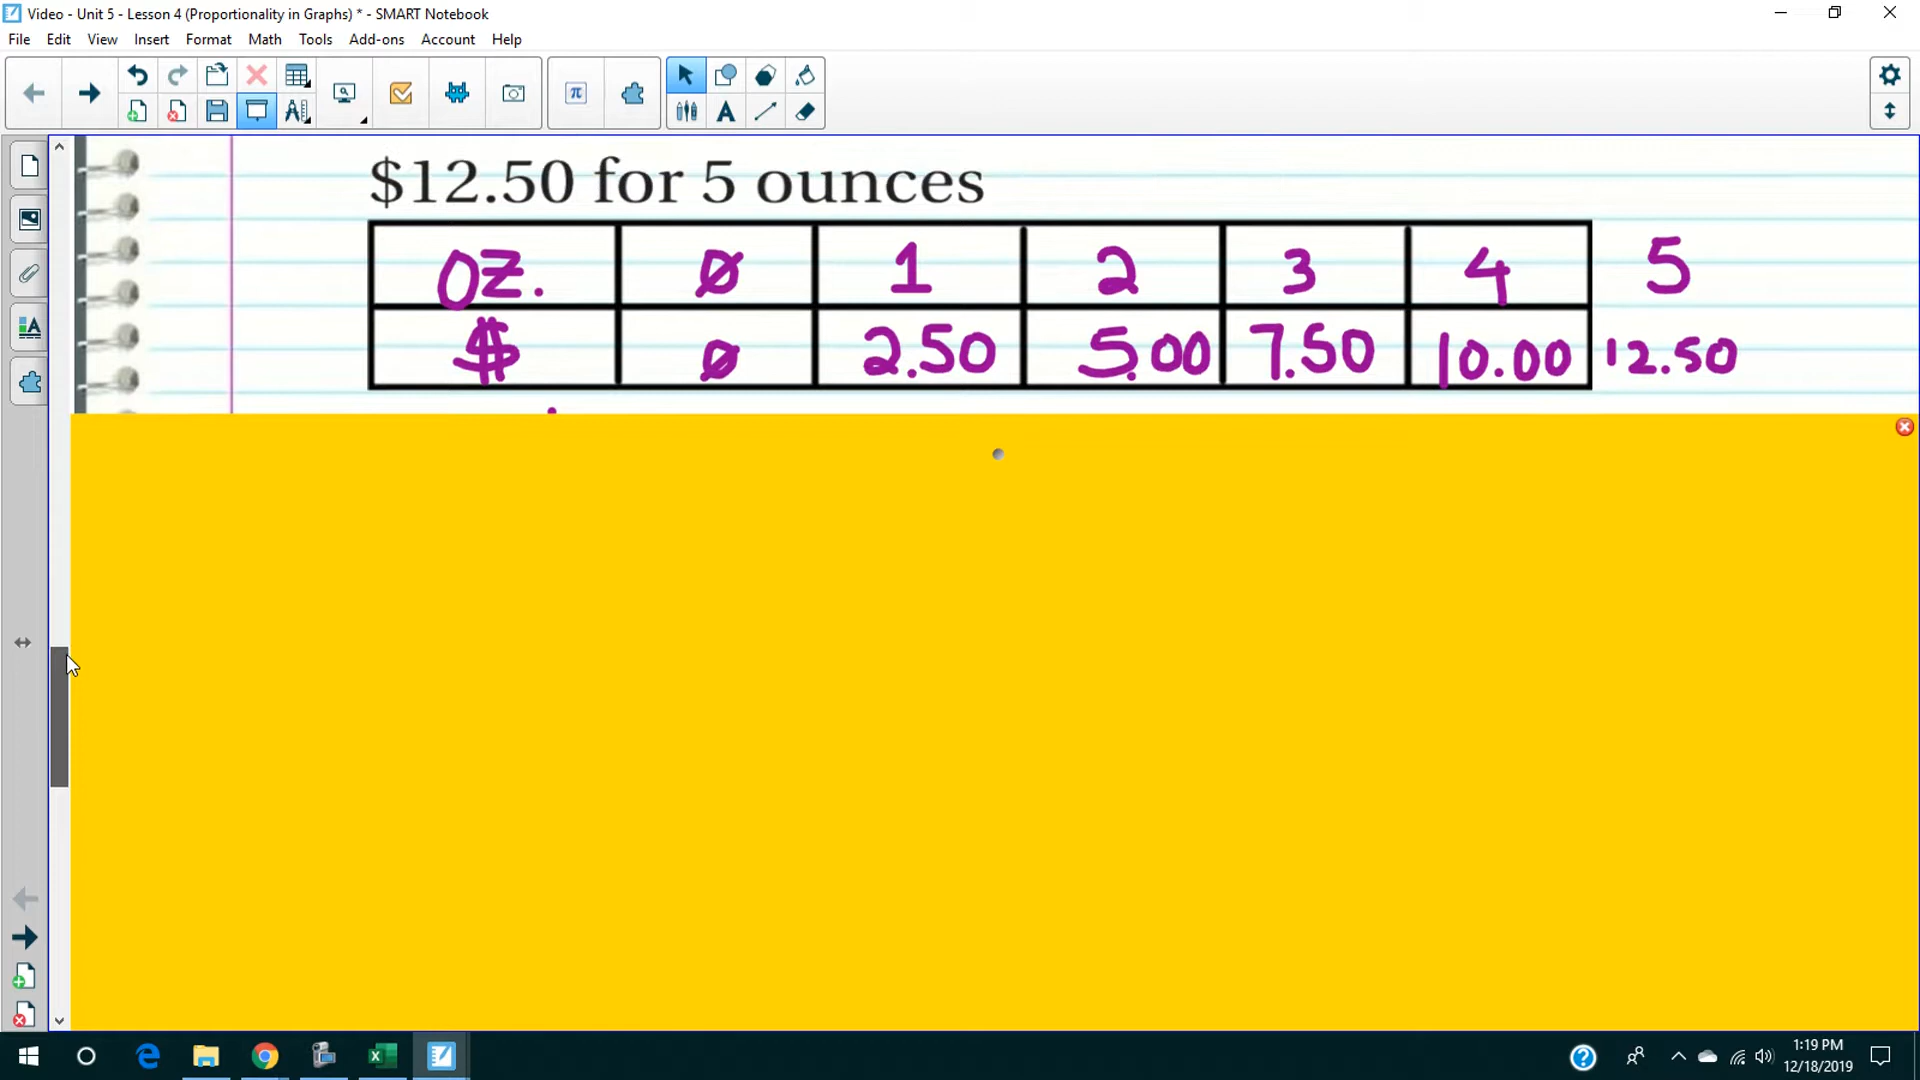 Video - Unit 5 - Lesson 4 (Proportionality in Graphs) * - SMART Notebook
File Edit View Insert Format Math Tools Add-ons Account Help
$12.50 for 5 ounces
OZ. 0 1 2 3 4 5
$ 0 2.50 5.00 7.50 10.00 12.50
1:19 PM
12/18/2019